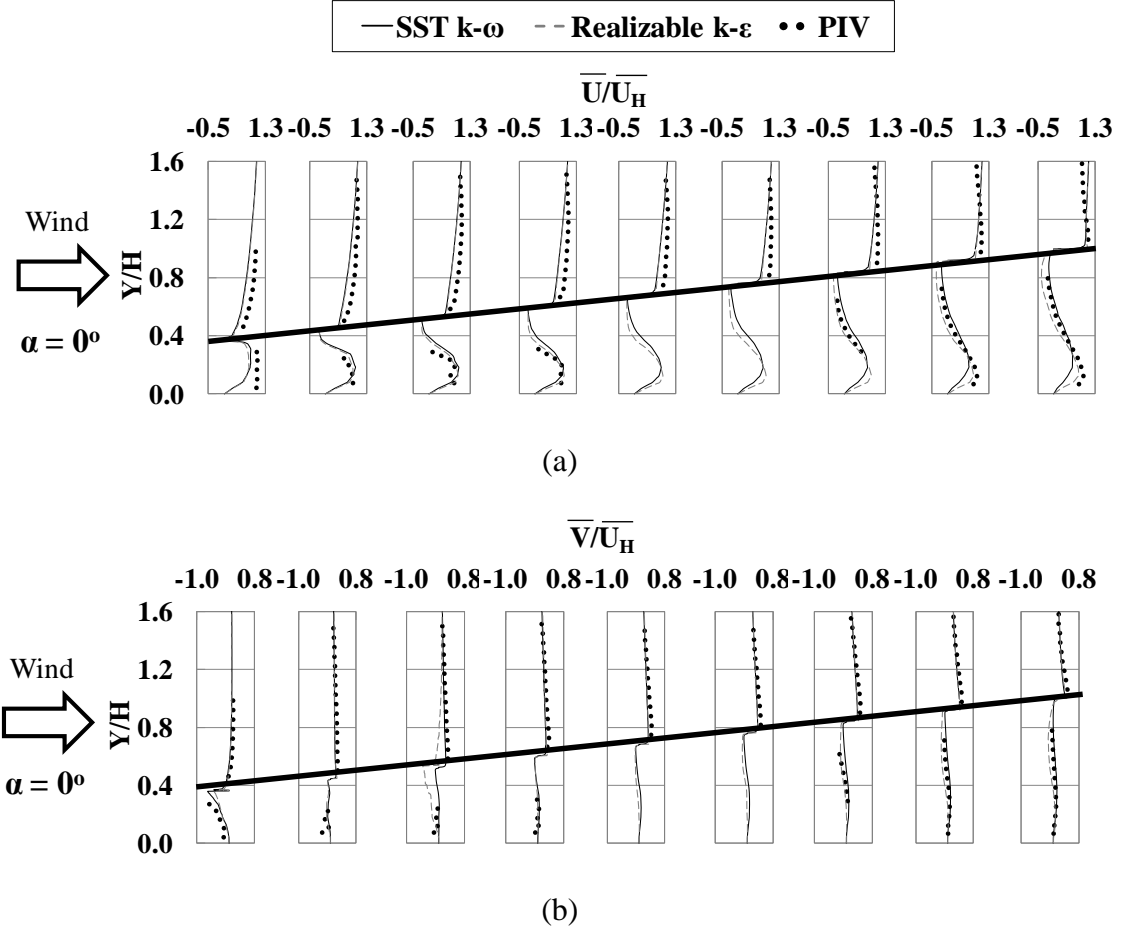 SST k-ω Realizable k-ε PIV
U/U_H
-0.5 1.3 -0.5 1.3 -0.5 1.3 -0.5 1.3 -0.5 1.3 -0.5 1.3 -0.5 1.3 -0.5 1.3 -0.5 1.3
1.6
1.2
Wind
Y/H
0.8
α = 0°
0.4
0.0
(a)
V/U_H
-1.0 0.8 -1.0 0.8 -1.0 0.8 -1.0 0.8 -1.0 0.8 -1.0 0.8 -1.0 0.8 -1.0 0.8 -1.0 0.8
1.6
1.2
Wind
Y/H
0.8
α = 0°
0.4
0.0
(b)